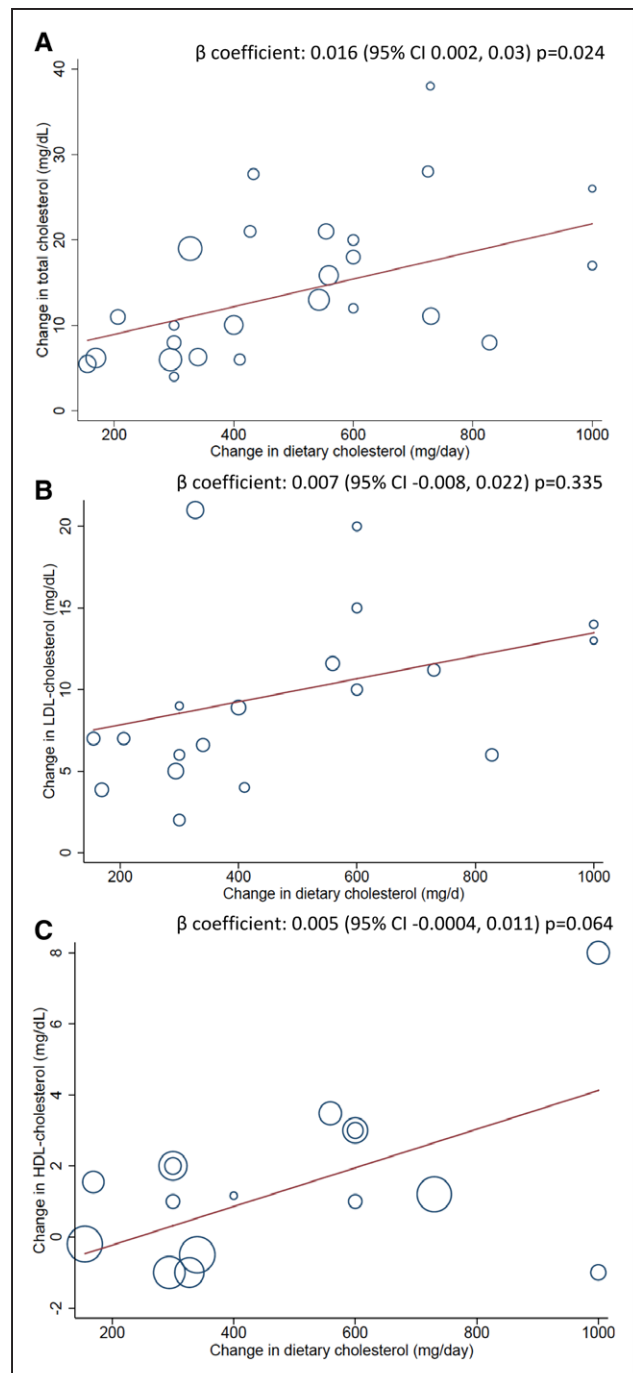 A
β coefficient: 0.016 (95% CI 0.002, 0.03) p=0.024
Change in total cholesterol (mg/dL)
40
30
20
10
0
200 400 600 800 1000
Change in dietary cholesterol (mg/day)
B
β coefficient: 0.007 (95% CI -0.008, 0.022) p=0.335
Change in LDL-cholesterol (mg/dL)
20
15
10
5
0
200 400 600 800 1000
Change in dietary cholesterol (mg/d)
C
β coefficient: 0.005 (95% CI -0.0004, 0.011) p=0.064
Change in HDL-cholesterol (mg/dL)
8
6
4
2
0
-2
200 400 600 800 1000
Change in dietary cholesterol (mg/day)